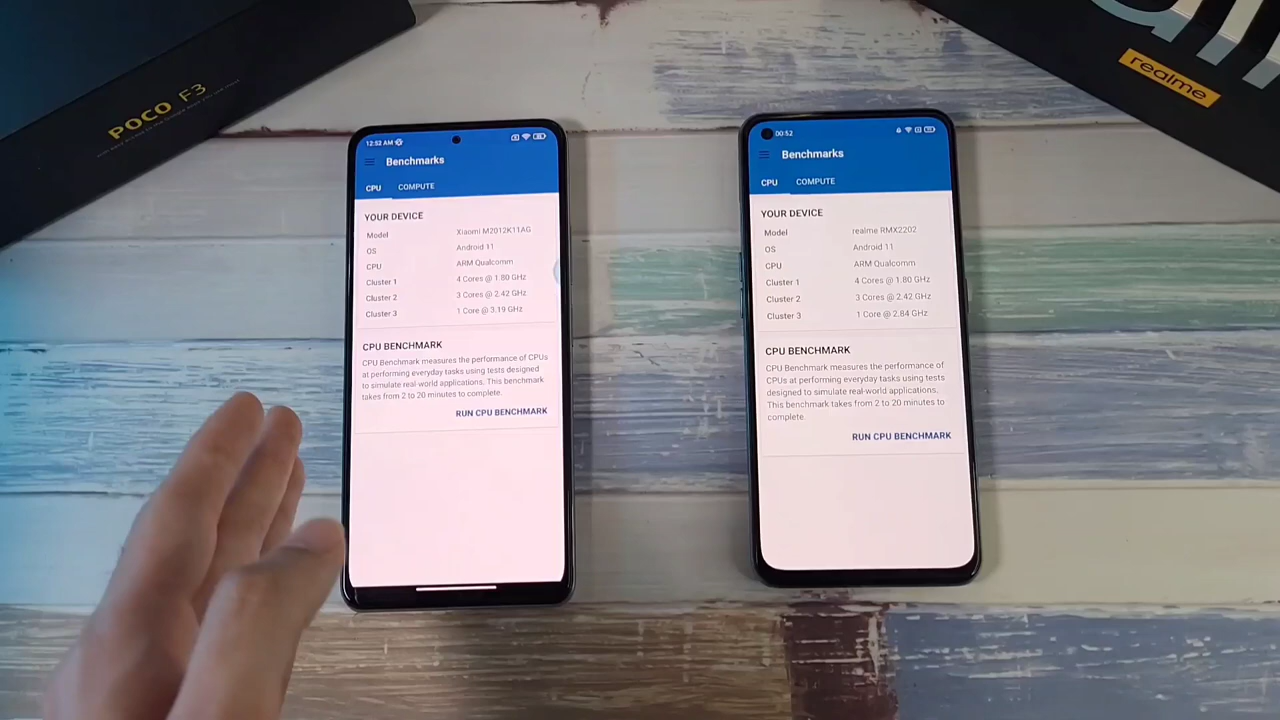 POCO F3
realme
12:52 AM
Benchmarks
CPU COMPUTE
YOUR DEVICE
Model Xiaomi M2012K11AG
OS Android 11
CPU ARM Qualcomm
Cluster 1 4 Cores @ 1.80 GHz
Cluster 2 3 Cores @ 2.42 GHz
Cluster 3 1 Core @ 3.19 GHz
CPU BENCHMARK
CPU Benchmark measures the performance of CPUs
at performing everyday tasks using tests designed
to simulate real-world applications. This benchmark
takes from 2 to 20 minutes to complete.
RUN CPU BENCHMARK
00:52
Benchmarks
CPU COMPUTE
YOUR DEVICE
Model realme RMX2202
OS Android 11
CPU ARM Qualcomm
Cluster 1 4 Cores @ 1.80 GHz
Cluster 2 3 Cores @ 2.42 GHz
Cluster 3 1 Core @ 2.84 GHz
CPU BENCHMARK
CPU Benchmark measures the performance of
CPUs at performing everyday tasks using tests
designed to simulate real-world applications.
This benchmark takes from 2 to 20 minutes to
complete.
RUN CPU BENCHMARK